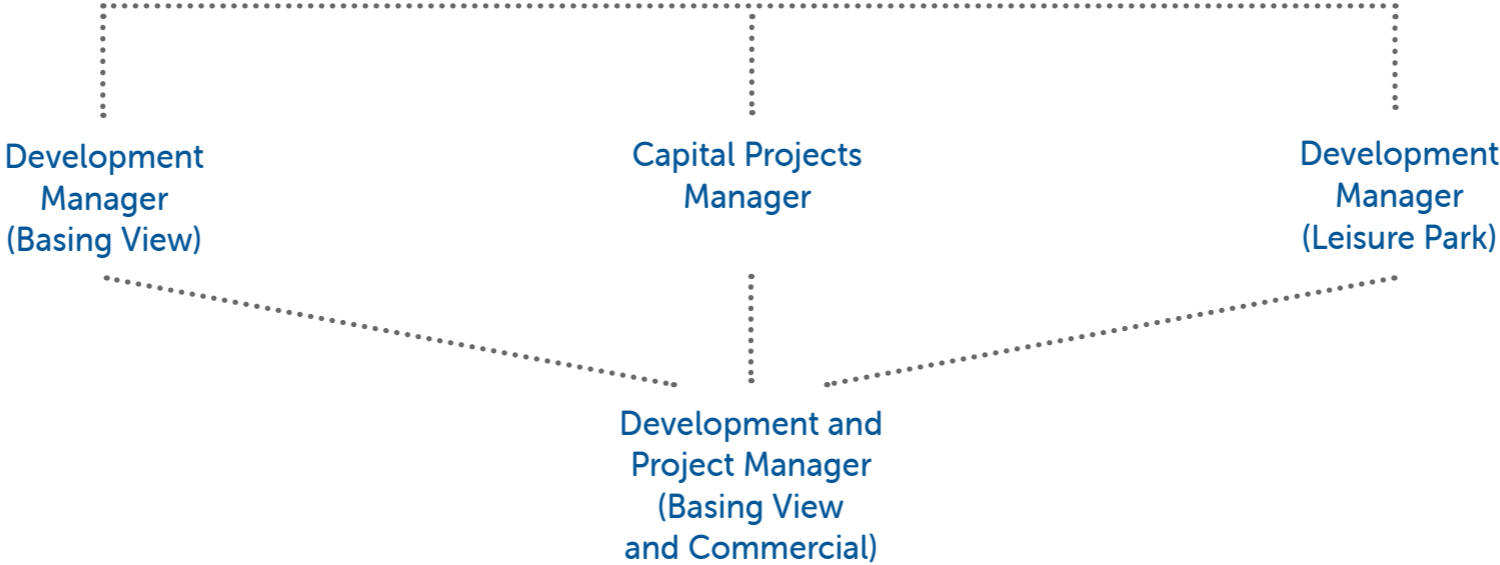 Development
Manager
(Basing View)
Capital Projects
Manager
Development
Manager
(Leisure Park)
Development and
Project Manager
(Basing View
and Commercial)